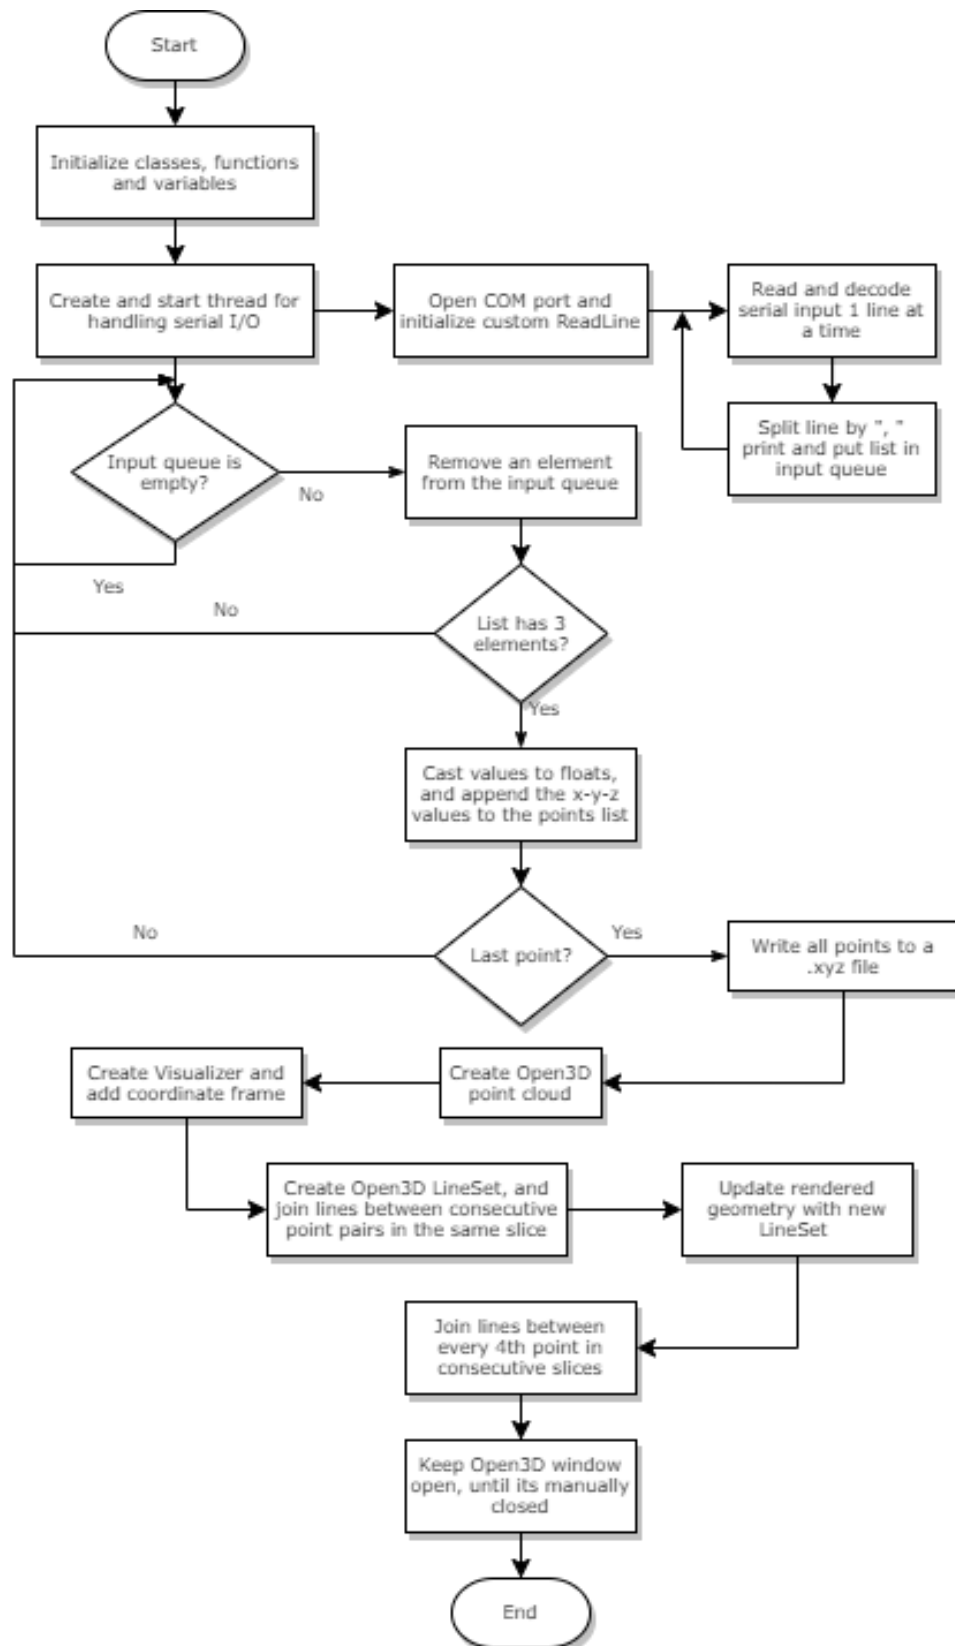 Start
Initialize classes, functions
and variables
Create and start thread for
handling serial I/O
Open COM port and
initialize custom ReadLine
Read and decode
serial input 1 line at
a time
Split line by ", "
print and put list in
input queue
Input queue is
empty?
No
Remove an element
from the input queue
Yes
No
List has 3
elements?
Yes
Cast values to floats,
and append the x-y-z
values to the points list
No
Last point?
Yes
Write all points to a
.xyz file
Create Visualizer and
add coordinate frame
Create Open3D
point cloud
Create Open3D LineSet, and
join lines between consecutive
point pairs in the same slice
Update rendered
geometry with new
LineSet
Join lines between
every 4th point in
consecutive slices
Keep Open3D window
open, until its manually
closed
End